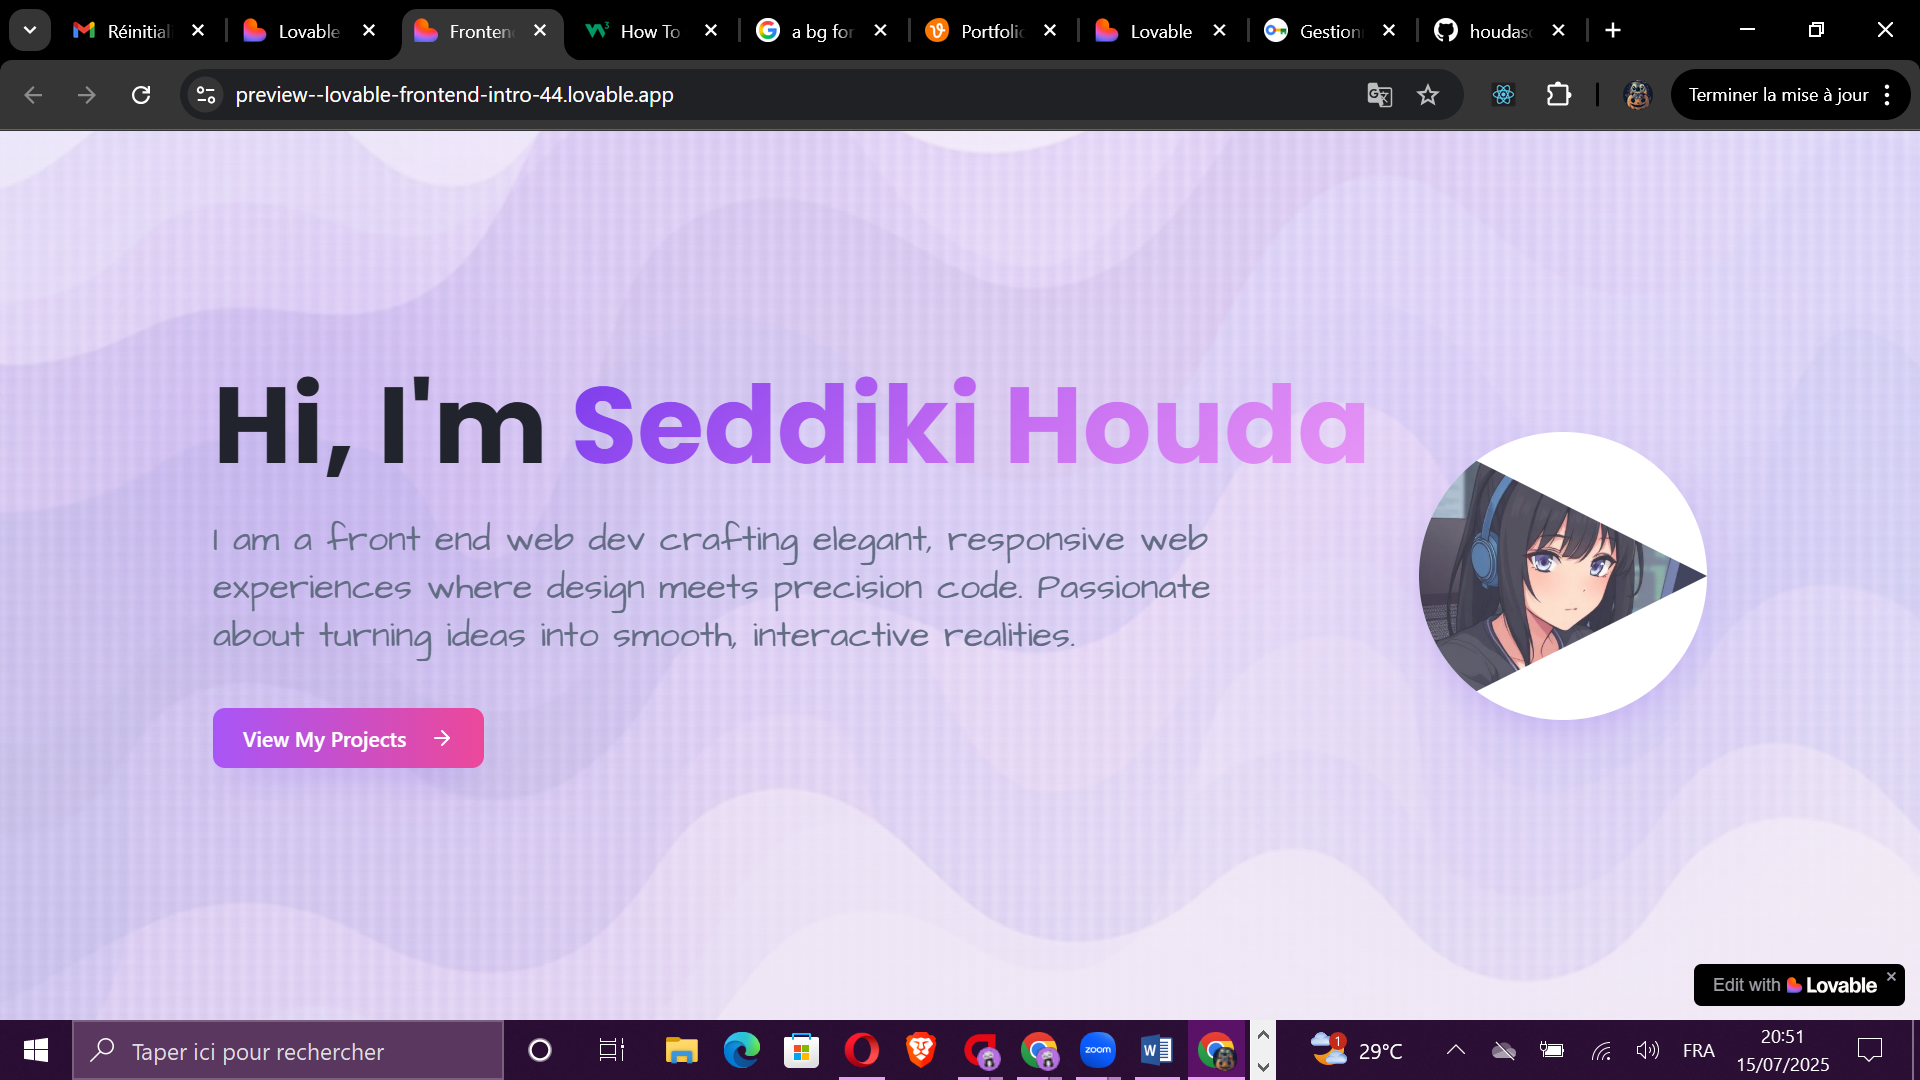 Réinitial
Lovable
Fronten
How To
a bg for
Portfolio
Lovable
Gestion
houdas
preview--lovable-frontend-intro-44.lovable.app
Terminer la mise à jour
Hi, I'm Seddiki Houda
I am a front end web dev crafting elegant, responsive web
experiences where design meets precision code. Passionate
about turning ideas into smooth, interactive realities.
View My Projects
Edit with Lovable
Taper ici pour rechercher
zoom
1
29°C
FRA
20:51
15/07/2025